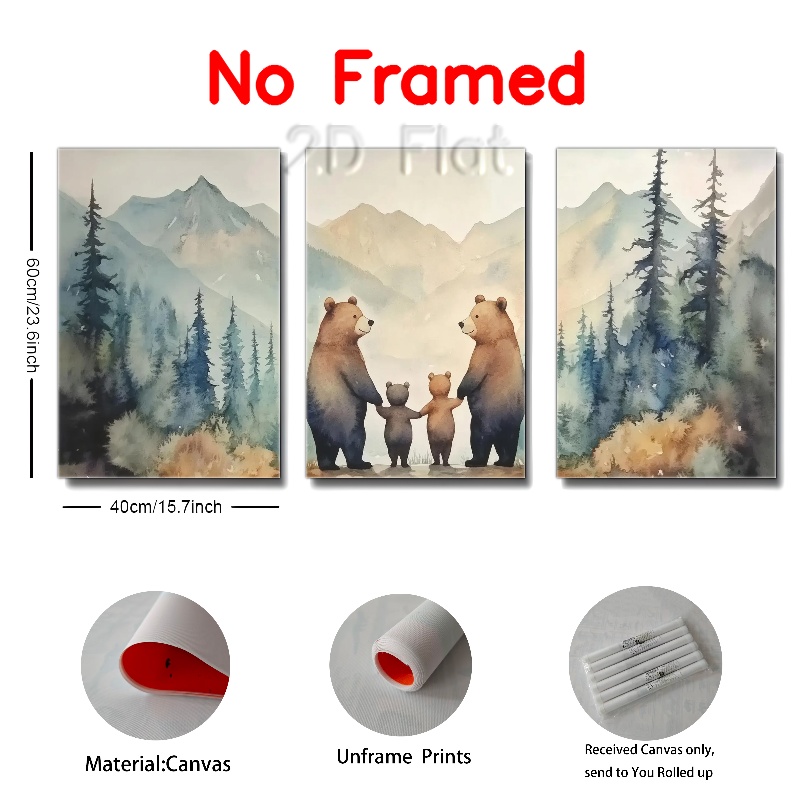 No Framed
2D Flat
60cm/23.6inch
40cm/15.7inch
Material:Canvas
Unframe Prints
Received Canvas only,
send to You Rolled up